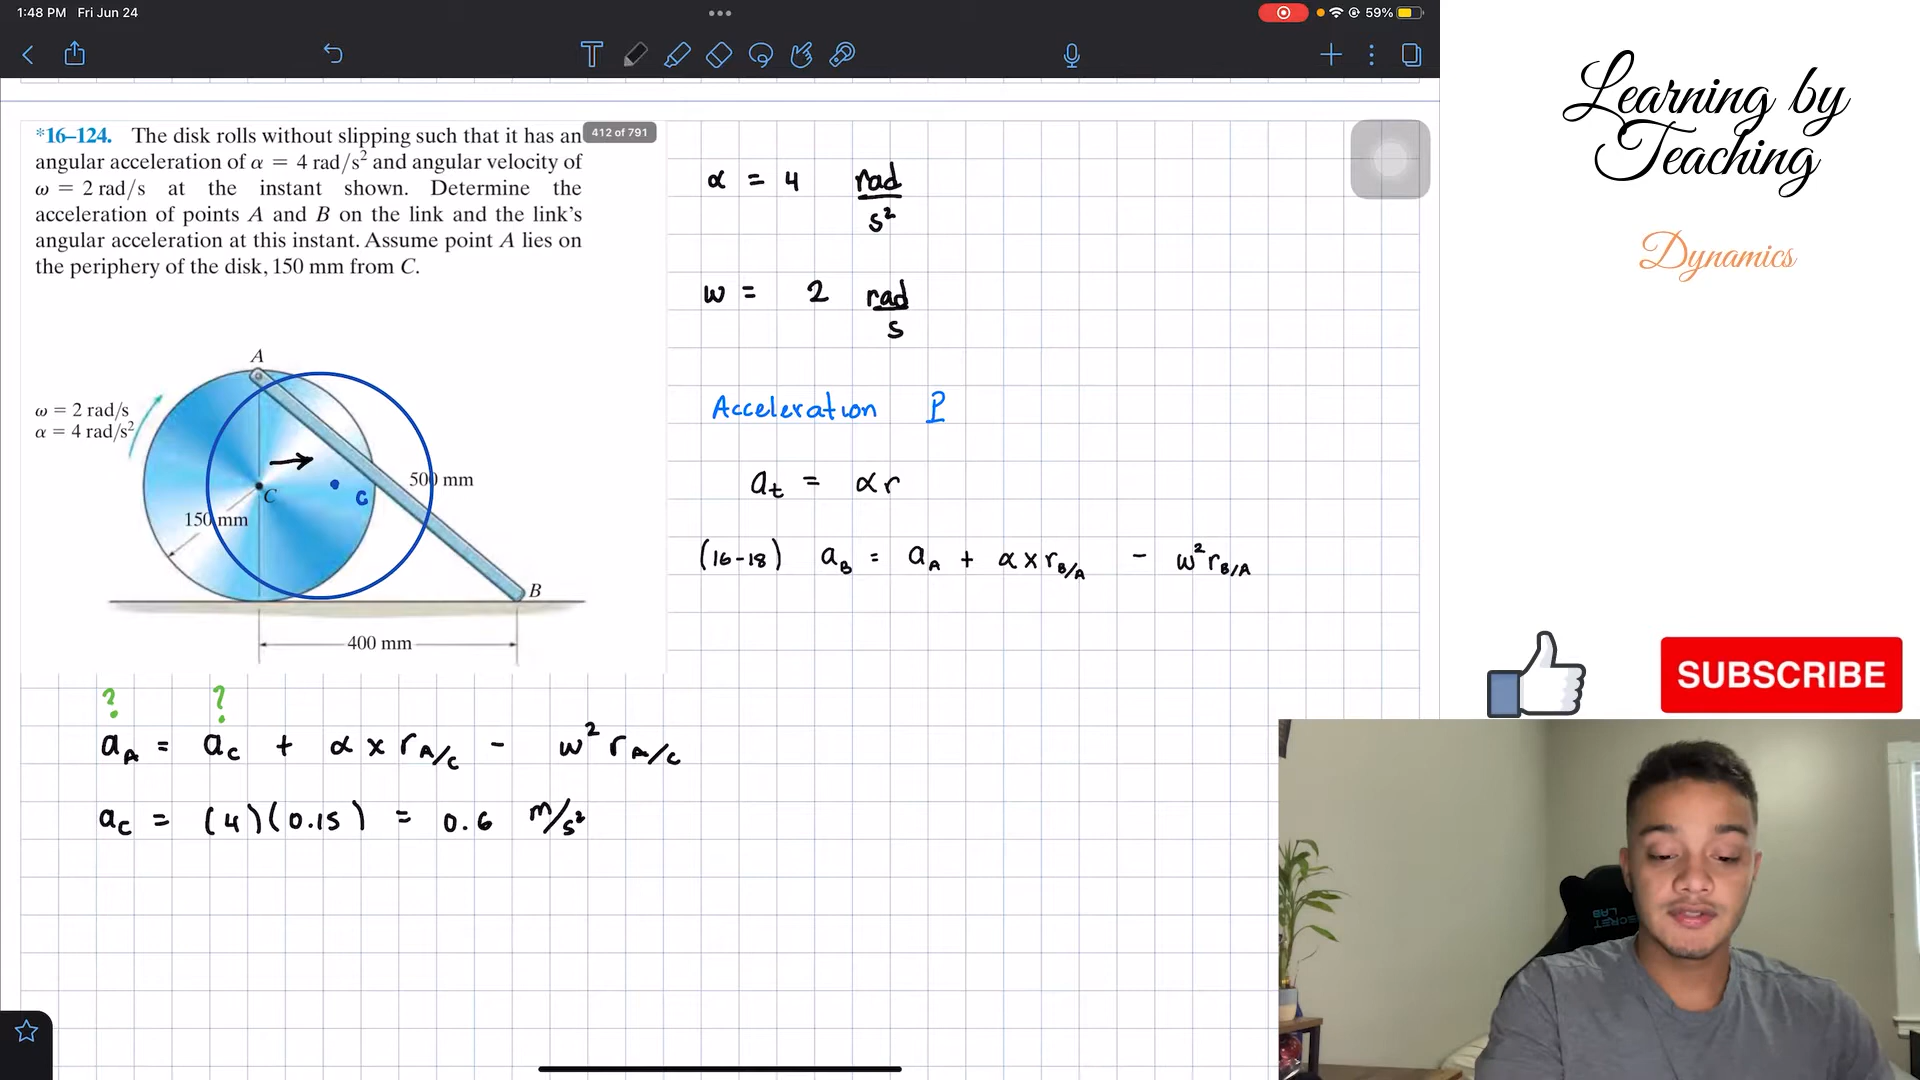 1:48 PM Fri Jun 24
59%
*16–124. The disk rolls without slipping such that it has an
angular acceleration of α = 4 rad/s² and angular velocity of
ω = 2 rad/s at the instant shown. Determine the
acceleration of points A and B on the link and the link's
angular acceleration at this instant. Assume point A lies on
the periphery of the disk, 150 mm from C.
412 of 791
A
ω = 2 rad/s
α = 4 rad/s²
500 mm
C
c
150 mm
B
400 mm
α = 4 rad/s²
w = 2 rad/s
Acceleration P
a_t = α r
(16-18) a_B = a_A + α × r_B/A - w² r_B/A
? ?
a_A = a_C + α × r_A/C - w² r_A/C
a_C = (4)(0.15) = 0.6 m/s²
Learning by
Teaching
Dynamics
SUBSCRIBE